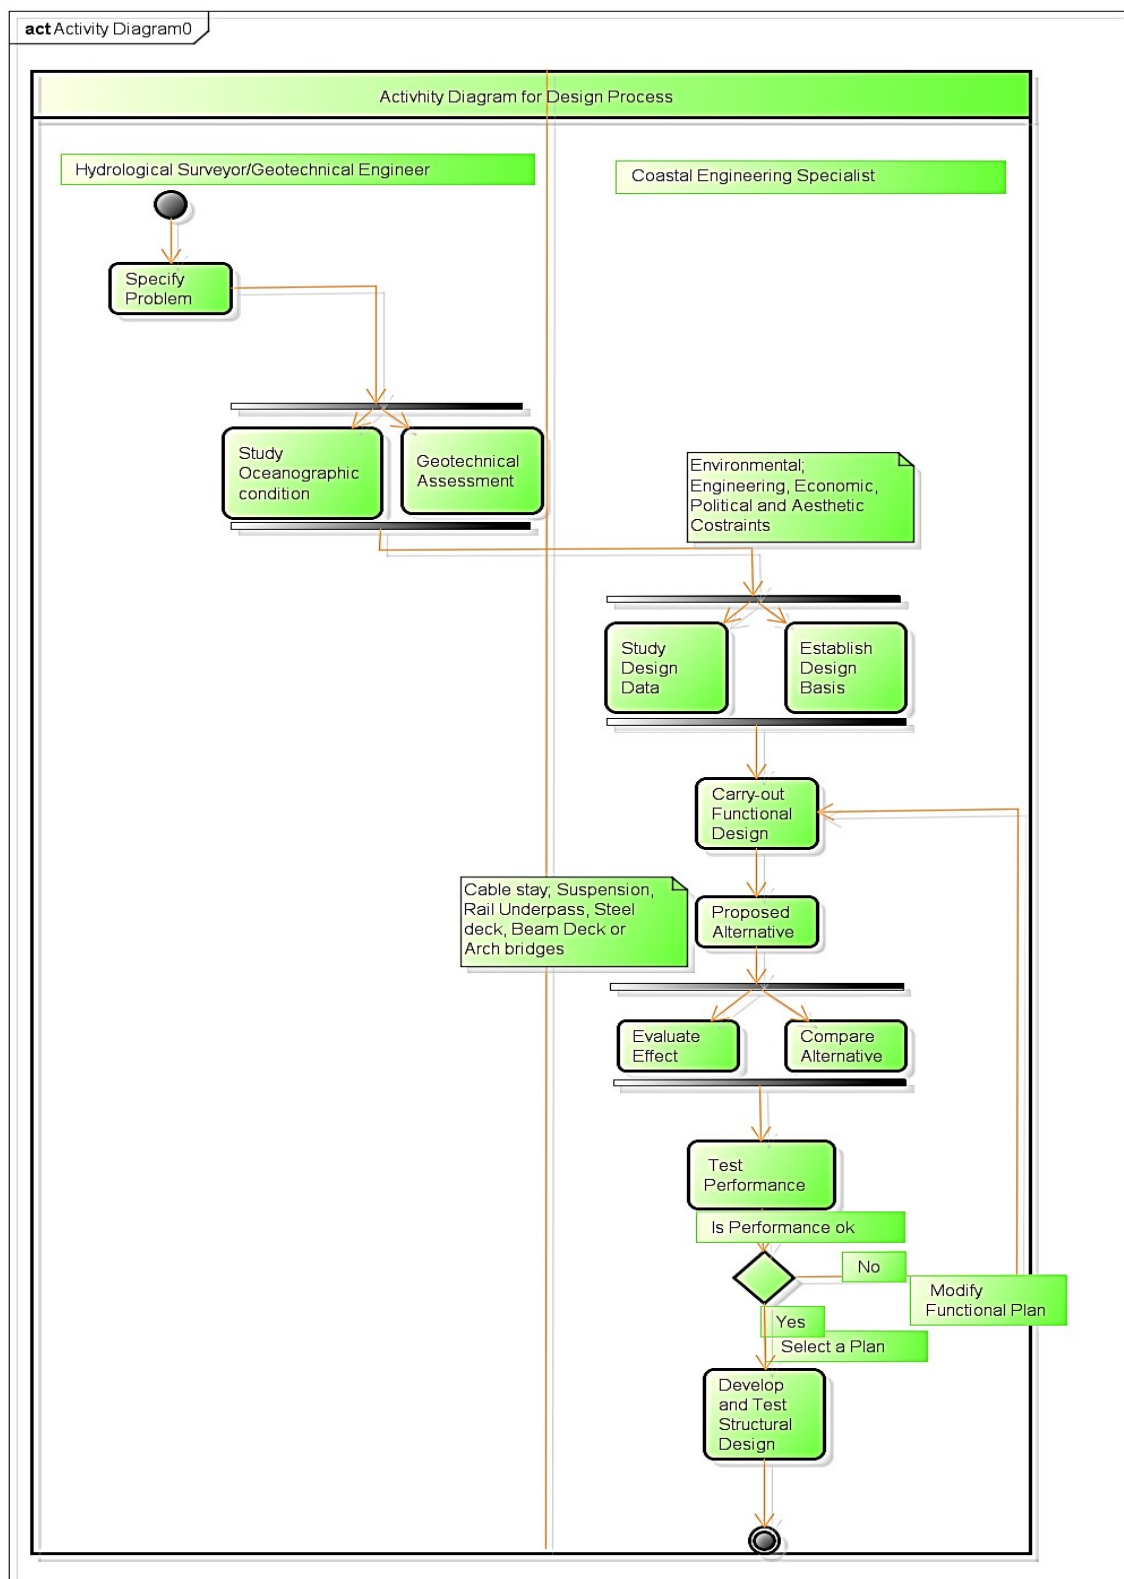 act Activity Diagram0
Activhity Diagram for Design Process
Hydrological Surveyor/Geotechnical Engineer
Coastal Engineering Specialist
Specify
Problem
Study
Oceanographic
condition
Geotechnical
Assessment
Environmental;
Engineering, Economic,
Political and Aesthetic
Costraints
Study
Design
Data
Establish
Design
Basis
Carry-out
Functional
Design
Cable stay; Suspension,
Rail Underpass, Steel
deck, Beam Deck or
Arch bridges
Proposed
Alternative
Evaluate
Effect
Compare
Alternative
Test
Performance
Is Performance ok
No
Modify
Functional Plan
Yes
Select a Plan
Develop
and Test
Structural
Design